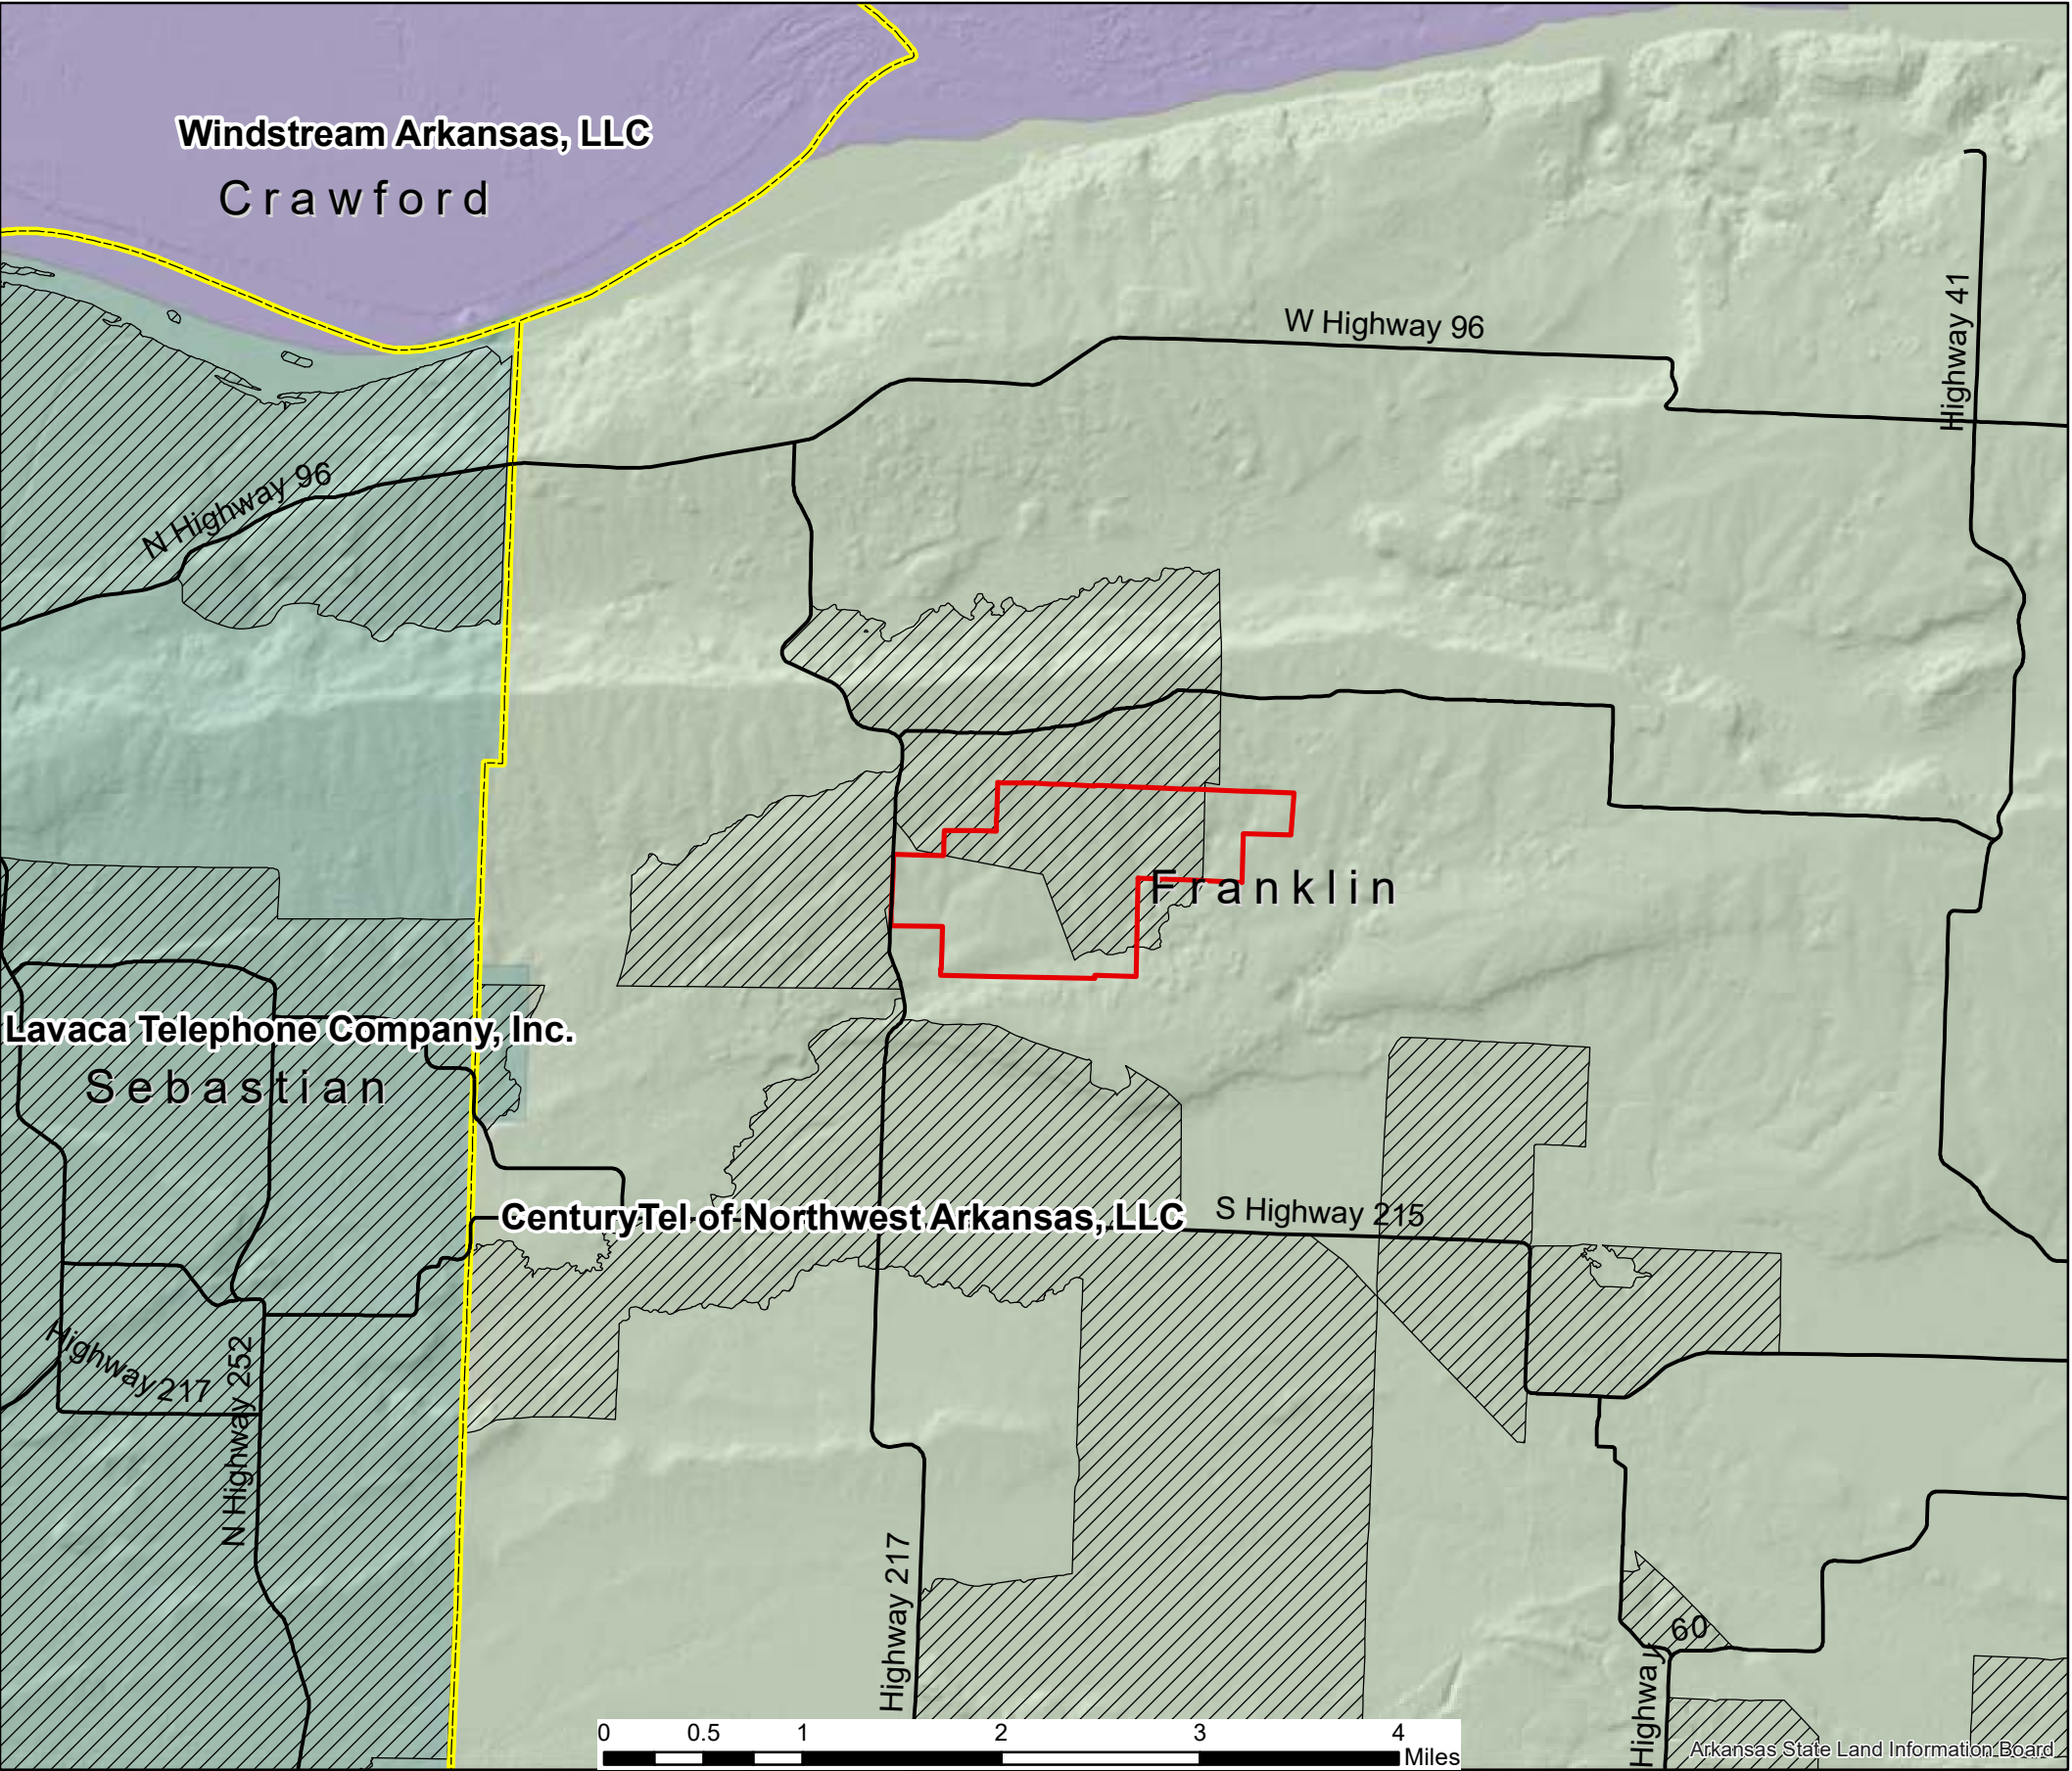 Windstream Arkansas, LLC
Crawford
W Highway 96
Highway 41
N Highway 96
Franklin
Lavaca Telephone Company, Inc.
Sebastian
CenturyTel of Northwest Arkansas, LLC
S Highway 215
Highway 217
N Highway 252
Highway 217
Highway 60
0 0.5 1 2 3 4
Miles
Arkansas State Land Information Board